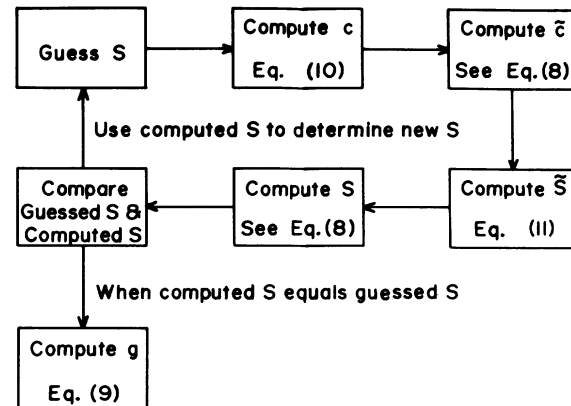 Guess S
Compute c
Eq. (10)
Compute c̃
See Eq.(8)
Use computed S to determine new S
Compare
Guessed S &
Computed S
Compute S
See Eq.(8)
Compute S̃
Eq. (11)
When computed S equals guessed S
Compute g
Eq. (9)